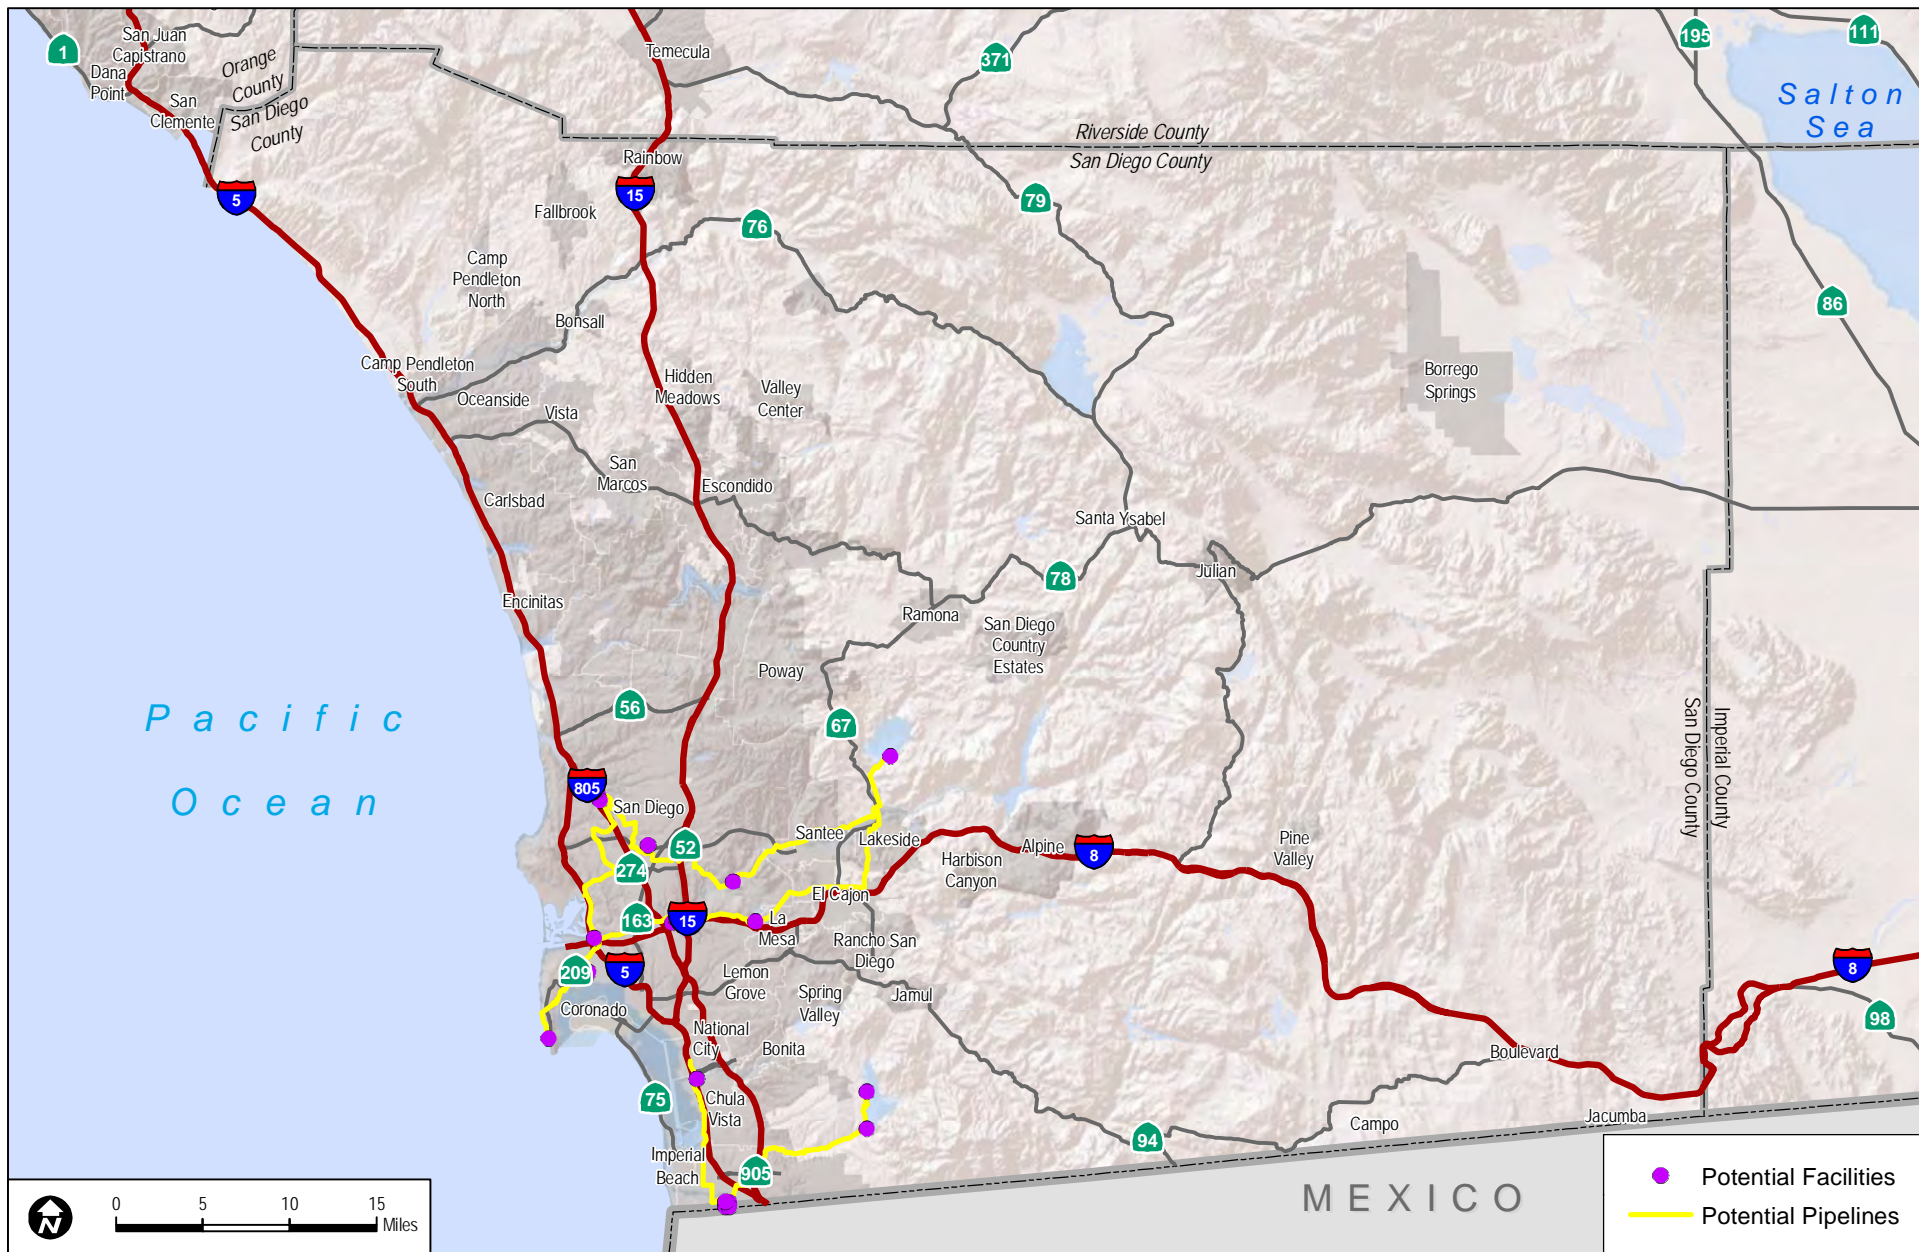 1
San Juan
Capistrano
Dana
Point
Orange
County
San Diego
County
San
Clemente
5
Temecula
371
195
111
Salton
Sea
Riverside County
San Diego County
Rainbow
15
Fallbrook
76
79
Camp
Pendleton
North
86
Bonsall
Camp Pendleton
South
Oceanside
Vista
Hidden
Meadows
Valley
Center
Borrego
Springs
San
Marcos
Escondido
Carlsbad
Santa Ysabel
78
Julian
Encinitas
Ramona
San Diego
Country
Estates
Poway
56
67
Pacific
Ocean
San Diego County
Imperial County
805
San Diego
52
Santee
Lakeside
274
Alpine
8
Harbison
Canyon
Pine
Valley
El Cajon
163
15
La
Mesa
Rancho San
Diego
209
5
Lemon
Grove
Spring
Valley
Jamul
8
98
Coronado
National
City
Bonita
Boulevard
75
Chula
Vista
Jacumba
Campo
94
Imperial
Beach
905
MEXICO
N
0 5 10 15
Miles
Potential Facilities
Potential Pipelines